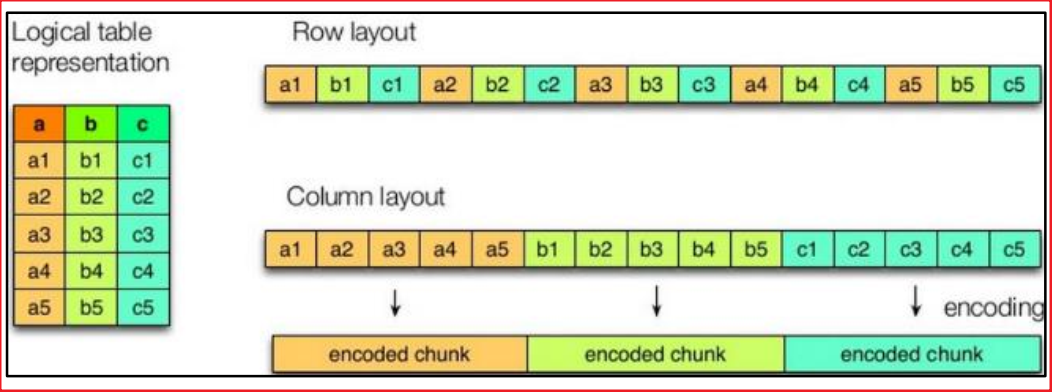 Logical table
representation
a b c
a1 b1 c1
a2 b2 c2
a3 b3 c3
a4 b4 c4
a5 b5 c5
Row layout
a1 b1 c1 a2 b2 c2 a3 b3 c3 a4 b4 c4 a5 b5 c5
Column layout
a1 a2 a3 a4 a5 b1 b2 b3 b4 b5 c1 c2 c3 c4 c5
encoding
encoded chunk encoded chunk encoded chunk